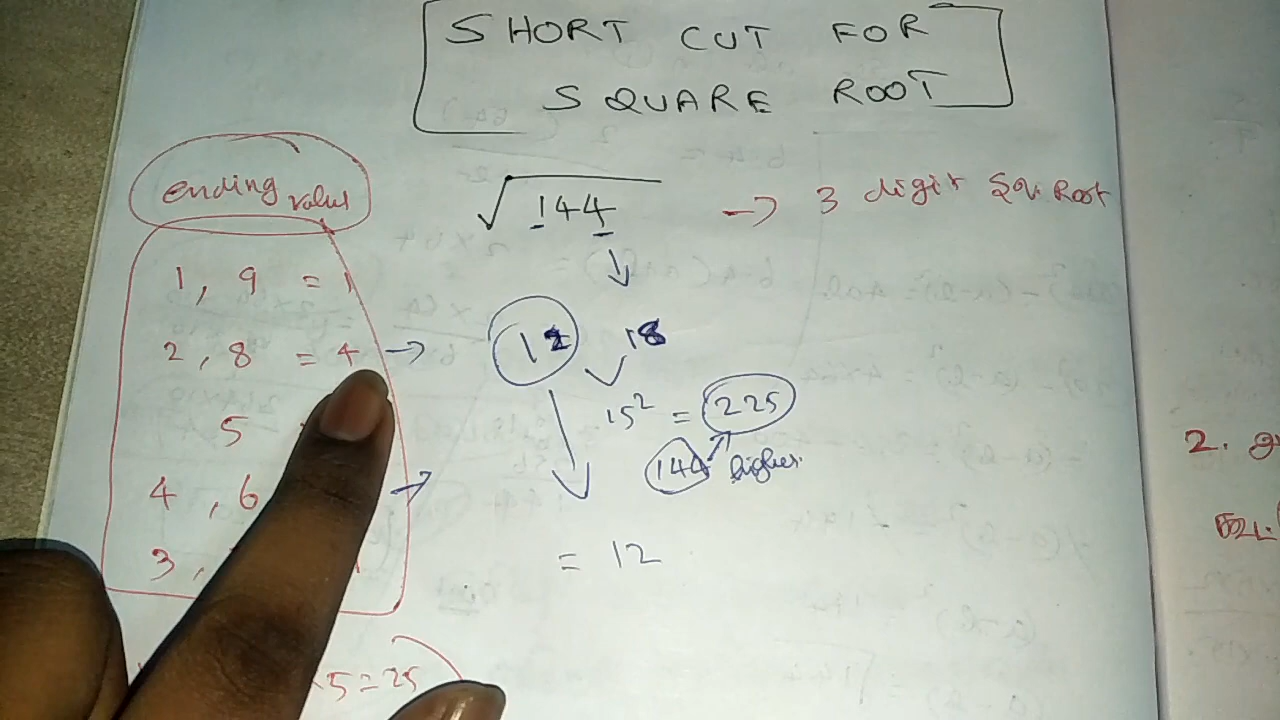 SHORT CUT FOR
SQUARE ROOT
ending value
1, 9 = 1
2, 8 = 4 →
5
4, 6 →
3,
×5=25
√144 → 3 digit Sq. Root
↓
12 18
15² = 225
144 higher.
= 12
2.